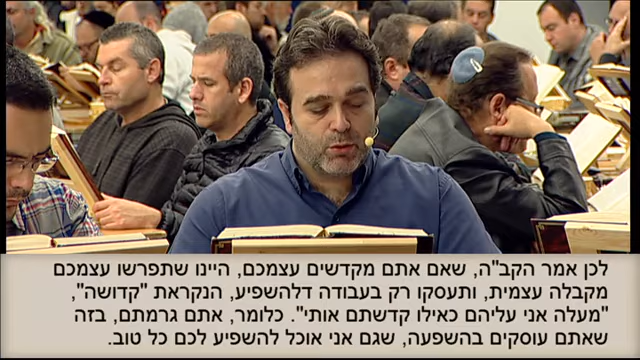 לכן אמר הקב"ה, שאם אתם מקדשים עצמכם, היינו שתפרשו עצמכם
מקבלה עצמית, ותעסקו רק בעבודה דלהשפיע, הנקראת "קדושה",
"מעלה אני עליהם כאילו קדשתם אותי". כלומר, אתם גרמתם, בזה
שאתם עוסקים בהשפעה, שגם אני אוכל להשפיע לכם כל טוב.